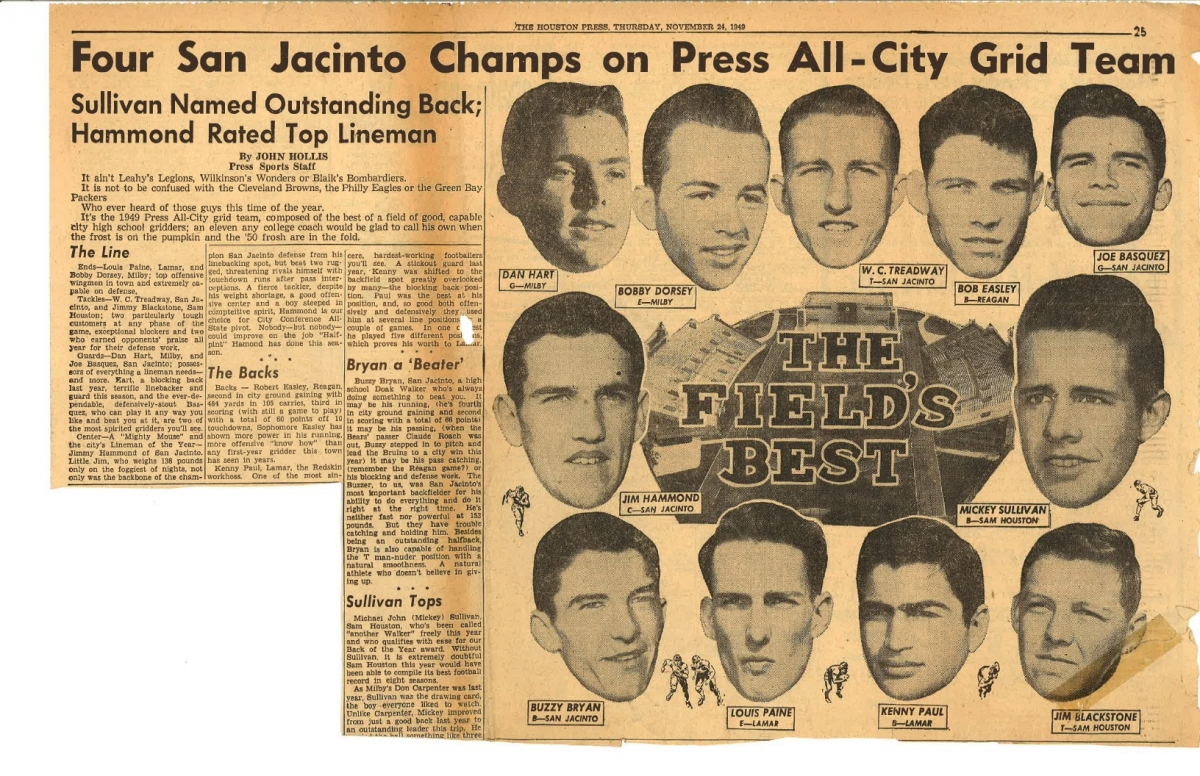 THE HOUSTON PRESS, THURSDAY, NOVEMBER 24, 1949
25
Four San Jacinto Champs on Press All-City Grid Team
Sullivan Named Outstanding Back;
Hammond Rated Top Lineman
By JOHN HOLLIS
Press Sports Staff
It ain't Leahy's Legions, Wilkinson's Wonders or Blaik's Bombardiers.
It is not to be confused with the Cleveland Browns, the Philly Eagles or the Green Bay
Packers
Who ever heard of those guys this time of the year.
It's the 1949 Press All-City grid team, composed of the best of a field of good, capable
city high school gridders; an eleven any college coach would be glad to call his own when
the frost is on the pumpkin and the '50 frosh are in the fold.
The Line
Ends—Louis Paine, Lamar, and
Bobby Dorsey, Milby; top offensive
wingmen in town and extremely ca-
pable on defense.
Tackles—W. C. Treadway, San Ja-
cinto, and Jimmy Blackstone, Sam
Houston; two particularly tough
customers at any phase of the
game, exceptional blockers and two
who earned opponents' praise all
year for their defense work.
Guards—Dan Hart, Milby, and
Joe Basquez, San Jacinto; posses-
sors of everything a lineman needs—
and more. Hart, a blocking back
last year, terrific linebacker and
guard this season, and the ever-de-
pendable, defensively-stout Bas-
quez, who can play it any way you
like and beat you at it, are two of
the most spirited gridders you'll see.
Center—A "Mighty Mouse" and
the city's Lineman of the Year—
Jimmy Hammond of San Jacinto.
Little Jim, who weighs 138 pounds
only on the foggiest of nights, not
only was the backbone of the cham-
pion San Jacinto defense from his
linebacking spot, but beat two rug-
ged, threatening rivals himself with
touchdown runs after pass inter-
ceptions. A fierce tackler, despite
his weight shortage, a good offen-
sive center and a boy steeped in
competitive spirit, Hammond is our
choice for City Conference All-
State pivot. Nobody—but nobody—
could improve on the job "Half-
pint" Hamond has done this sea-
son.
* * *
The Backs
Backs — Robert Easley, Reagan,
second in city ground gaining with
484 yards in 105 carries, third in
scoring (with still a game to play)
with a total of 60 points off 10
touchdowns, Sophomore Easley has
shown more power in his running,
more offensive "know how" than
any first-year gridder this town
has seen in years.
Kenny Paul, Lamar, the Redskin
workhoss. One of the most sin-
cere, hardest-working footballers
you'll see. A stickout guard last
year, Kenny was shifted to the
backfield spot greatly overlooked
by many—the blocking back posi-
tion. Paul was the best at his
position, and, so good both offen-
sively and defensively they used
him at several line positions a
couple of games. In one
he played five different
which proves his worth to Lamar.
* * *
Bryan a 'Beater'
Buzzy Bryan, San Jacinto, a high
school Doak Walker who's always
doing something to beat you. It
may be his running, (he's fourth
in city ground gaining and second
in scoring with a total of 66 points)
it may be his passing, (when the
Bears' passer Claude Roach was
out, Buzzy stepped in to pitch and
lead the Bruins to a city win this
year) it may be his pass catching,
(remember the Reagan game?) or
his blocking and defense work. The
Buzzer, to us, was San Jacinto's
most important backfielder for his
ability to do everything and do it
right at the right time. He's
neither fast nor powerful at 153
pounds. But they have trouble
catching and holding him. Besides
being an outstanding halfback,
Bryan is also capable of handling
the T man-nuder position with a
natural smoothness. A natural
athlete who doesn't believe in giv-
ing up.
* * *
Sullivan Tops
Michael John (Mickey) Sullivan,
Sam Houston, who's been called
"another Walker" freely this year
and who qualifies with ease for our
Back of the Year award. Without
Sullivan, it is extremely doubtful
Sam Houston this year would have
been able to compile its best football
record in eight seasons.
As Milby's Don Carpenter was last
year, Sullivan was the drawing card,
the boy everyone liked to watch.
Unlike Carpenter, Mickey improved
from just a good back last year to
an outstanding leader this trip. He
something like three
DAN HART
G—MILBY
BOBBY DORSEY
E—MILBY
W. C. TREADWAY
T—SAN JACINTO
BOB EASLEY
B—REAGAN
JOE BASQUEZ
G—SAN JACINTO
THE
FIELD'S
BEST
JIM HAMMOND
C—SAN JACINTO
MICKEY SULLIVAN
B—SAM HOUSTON
BUZZY BRYAN
B—SAN JACINTO
LOUIS PAINE
E—LAMAR
KENNY PAUL
B—LAMAR
JIM BLACKSTONE
T—SAM HOUSTON